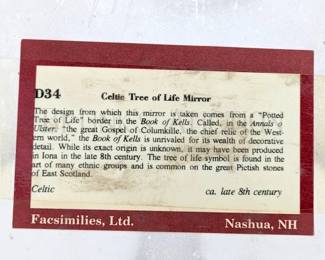 D34 Celtic Tree of Life Mirror
The design from which this mirror is taken comes from a "Potted
Tree of Life" border in the Book of Kells. Called, in the Annals o
Ulster, "the great Gospel of Columkille, the chief relic of the West-
ern world," the Book of Kells is unrivaled for its wealth of decorative
detail. While its exact origin is unknown, it may have been produced
in Iona in the late 8th century. The tree of life symbol is found in the
art of many ethnic groups and is common on the great Pictish stones
of East Scotland.
Celtic ca. late 8th century
Facsimilies, Ltd. Nashua, NH